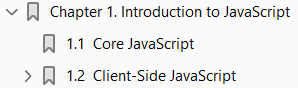 Chapter 1. Introduction to JavaScript
1.1 Core JavaScript
1.2 Client-Side JavaScript